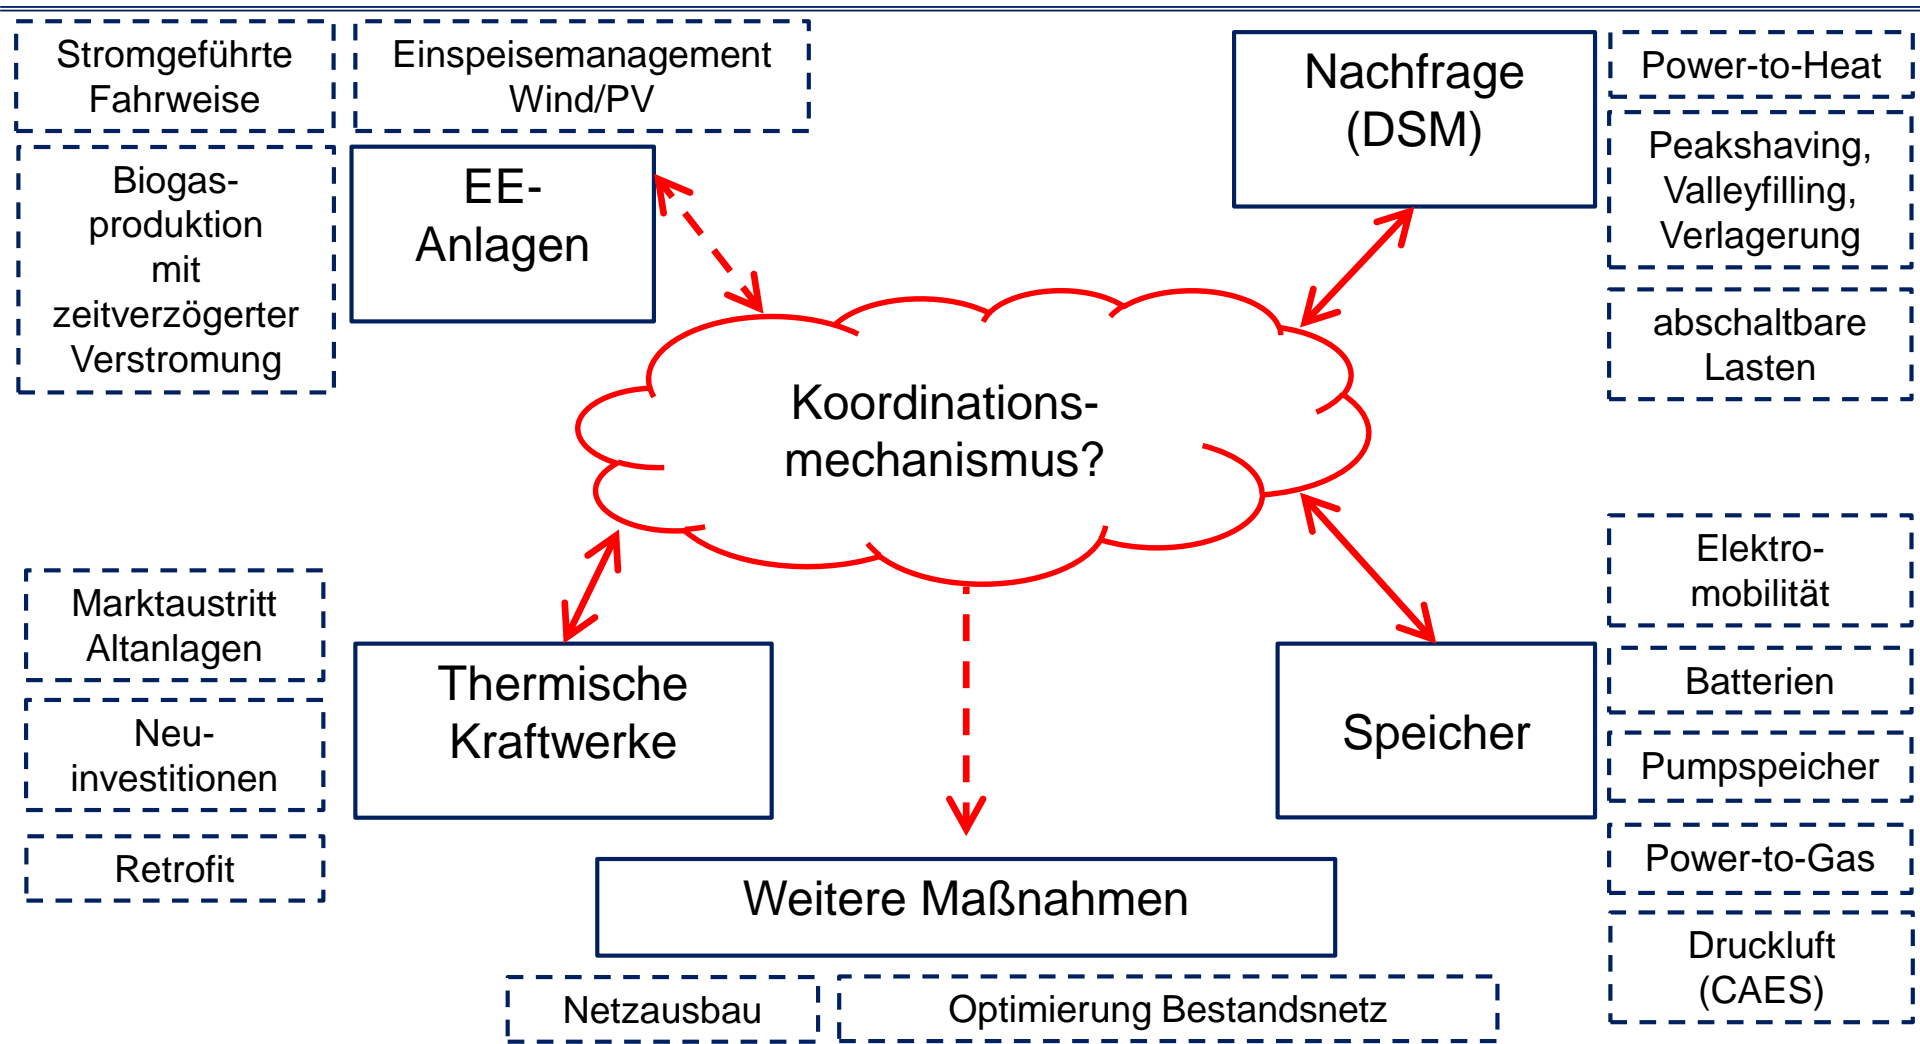 Stromgeführte
Fahrweise
Einspeisemanagement
Wind/PV
Biogas-
produktion
mit
zeitverzögerter
Verstromung
EE-
Anlagen
Nachfrage
(DSM)
Power-to-Heat
Peakshaving,
Valleyfilling,
Verlagerung
abschaltbare
Lasten
Koordinations-
mechanismus?
Marktaustritt
Altanlagen
Neu-
investitionen
Retrofit
Thermische
Kraftwerke
Speicher
Elektro-
mobilität
Batterien
Pumpspeicher
Power-to-Gas
Druckluft
(CAES)
Weitere Maßnahmen
Netzausbau
Optimierung Bestandsnetz